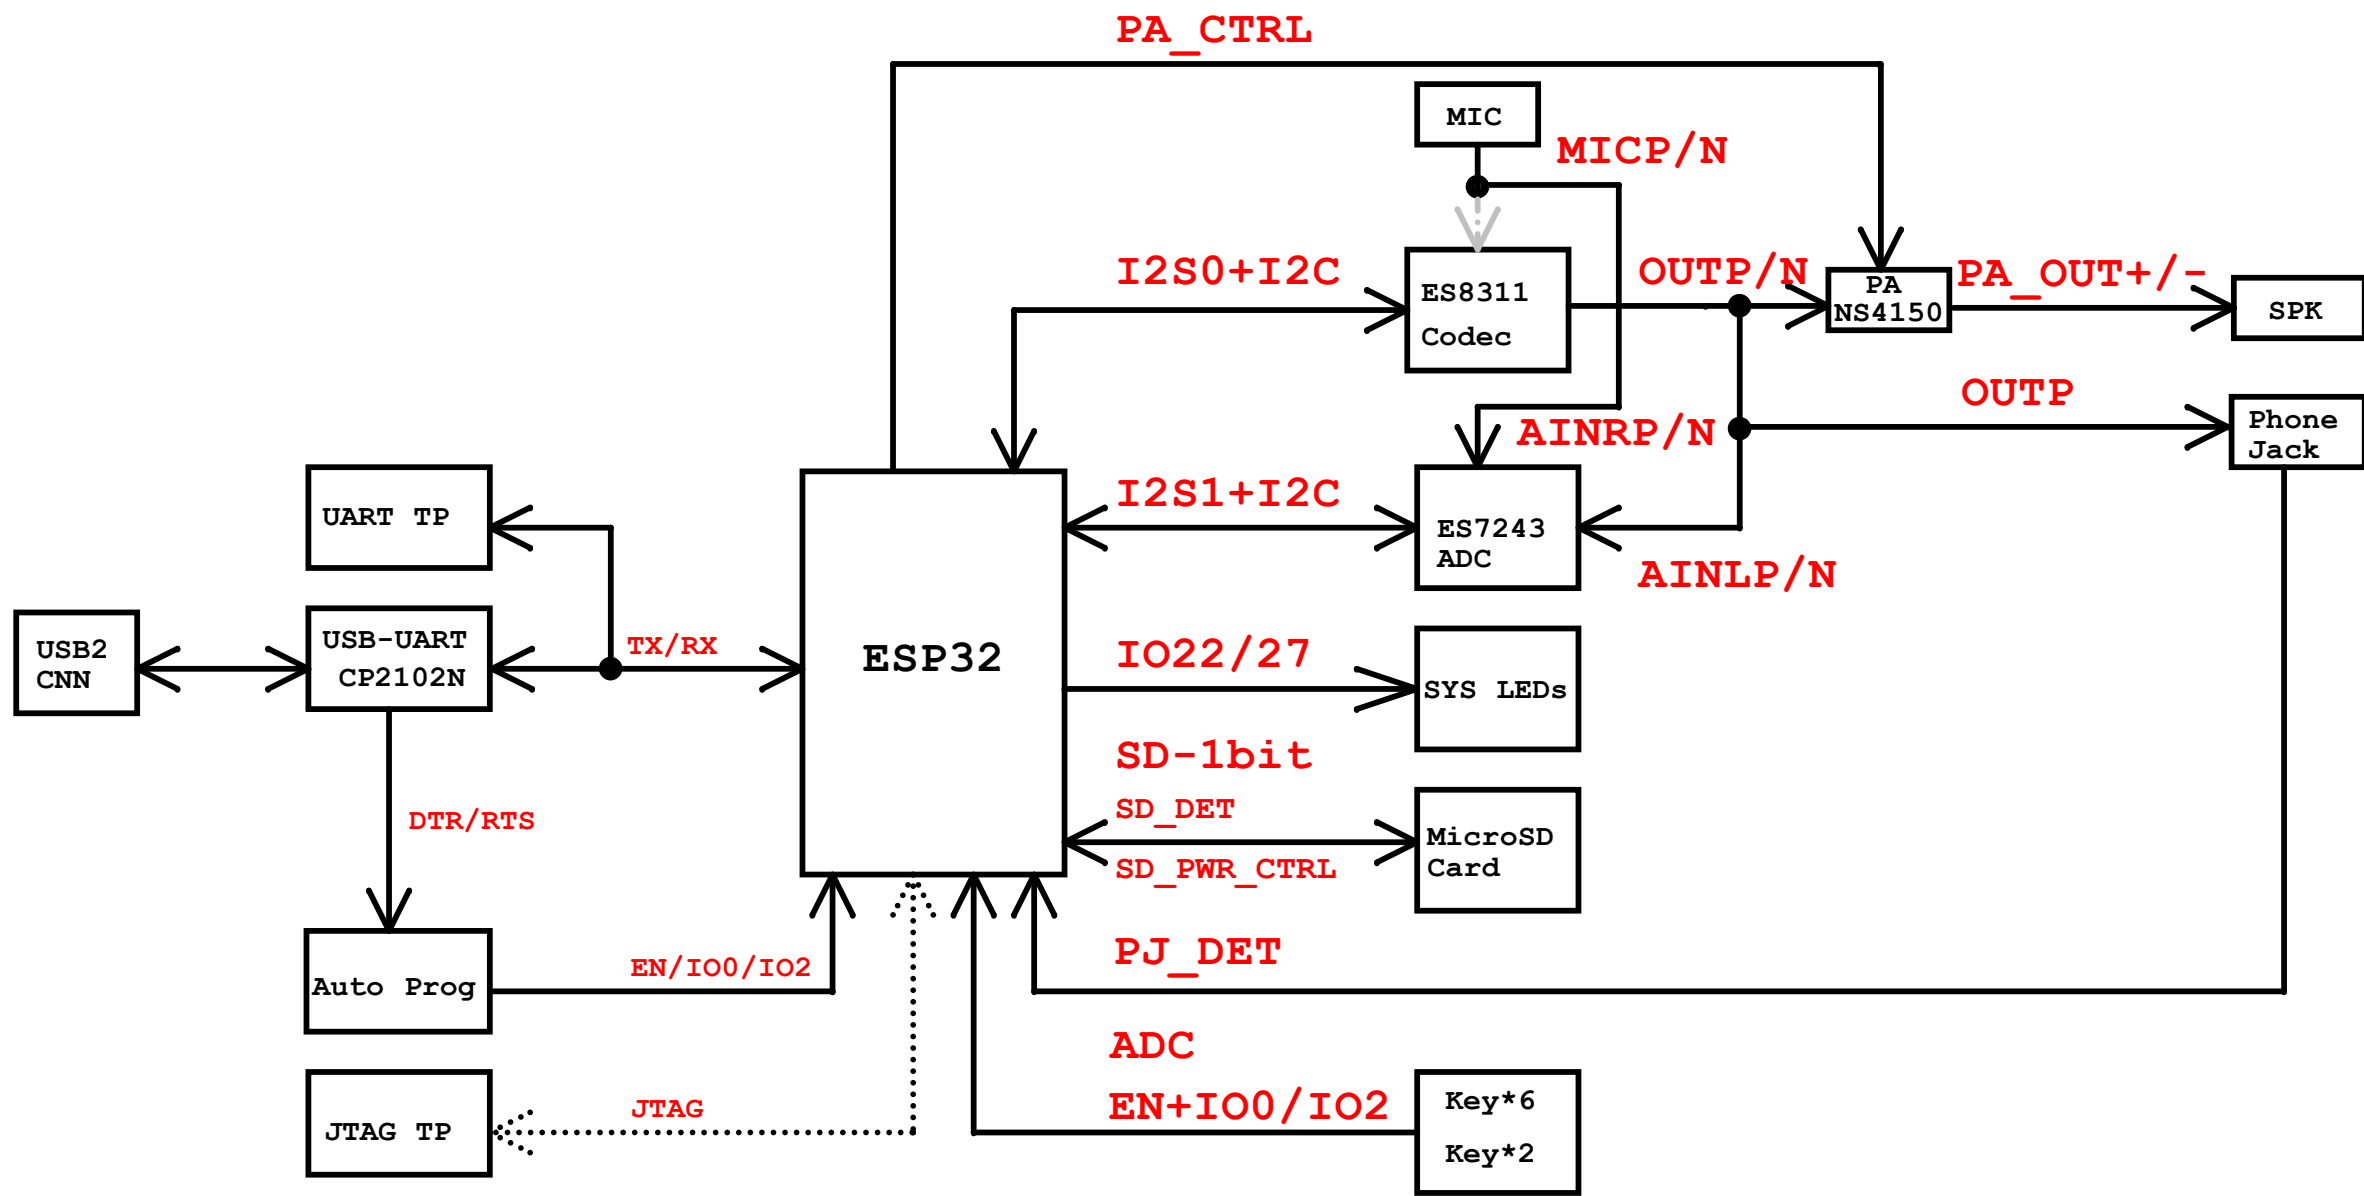 PA_CTRL
MIC
MICP/N
I2S0+I2C
ES8311
Codec
OUTP/N
PA
NS4150
PA_OUT+/-
SPK
OUTP
Phone
Jack
AINRP/N
UART TP
I2S1+I2C
ES7243
ADC
AINLP/N
USB2
CNN
USB-UART
CP2102N
TX/RX
ESP32
IO22/27
SYS LEDs
SD-1bit
SD_DET
SD_PWR_CTRL
MicroSD
Card
DTR/RTS
Auto Prog
EN/IO0/IO2
PJ_DET
ADC
EN+IO0/IO2
Key*6
Key*2
JTAG TP
JTAG